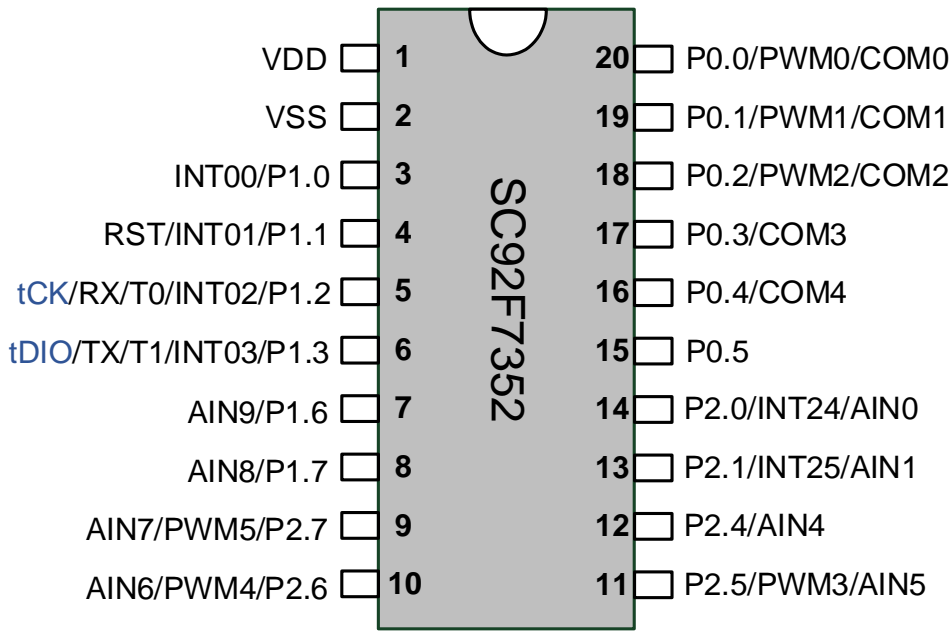 VDD 1 20 P0.0/PWM0/COM0
VSS 2 19 P0.1/PWM1/COM1
INT00/P1.0 3 18 P0.2/PWM2/COM2
RST/INT01/P1.1 4 17 P0.3/COM3
tCK/RX/T0/INT02/P1.2 5 16 P0.4/COM4
tDIO/TX/T1/INT03/P1.3 6 15 P0.5
AIN9/P1.6 7 14 P2.0/INT24/AIN0
AIN8/P1.7 8 13 P2.1/INT25/AIN1
AIN7/PWM5/P2.7 9 12 P2.4/AIN4
AIN6/PWM4/P2.6 10 11 P2.5/PWM3/AIN5
SC92F7352